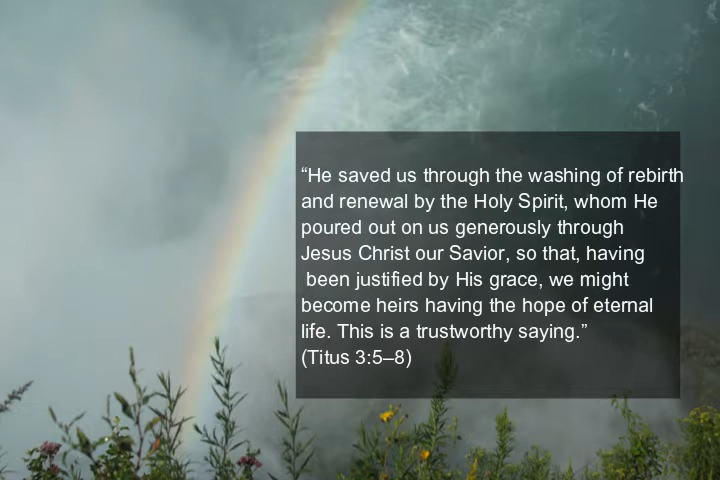 “He saved us through the washing of rebirth
and renewal by the Holy Spirit, whom He
poured out on us generously through
Jesus Christ our Savior, so that, having
been justified by His grace, we might
become heirs having the hope of eternal
life. This is a trustworthy saying.”
(Titus 3:5–8)